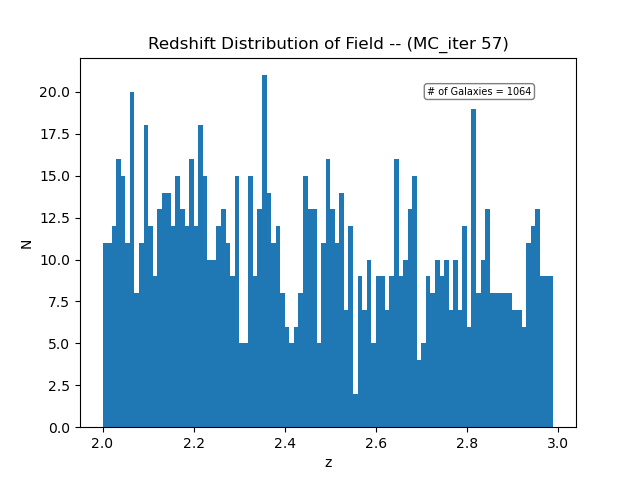 Redshift Distribution of Field -- (MC_iter 57)
# of Galaxies = 1064
20.0
17.5
15.0
12.5
10.0
7.5
5.0
2.5
0.0
N
2.0 2.2 2.4 2.6 2.8 3.0
z